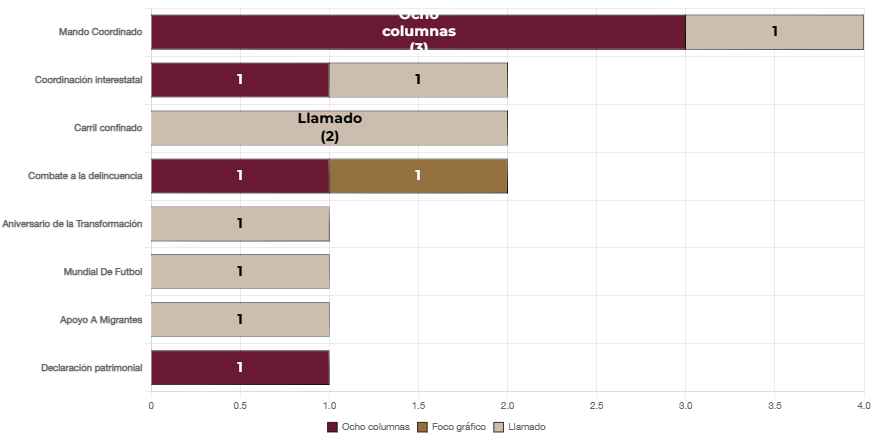 Mando Coordinado
Ocho
columnas
(3)
1
Coordinación interestatal
1
1
Carril confinado
Llamado
(2)
Combate a la delincuencia
1
1
Aniversario de la Transformación
1
Mundial De Futbol
1
Apoyo A Migrantes
1
Declaración patrimonial
1
0
0.5
1.0
1.5
2.0
2.5
3.0
3.5
4.0
Ocho columnas
Foco gráfico
Llamado